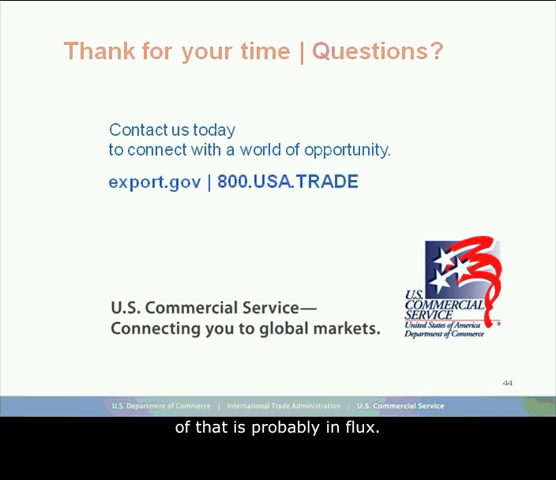 Thank for your time | Questions?
Contact us today
to connect with a world of opportunity.
export.gov | 800.USA.TRADE
U.S.
COMMERCIAL
SERVICE
United States of America
Department of Commerce
U.S. Commercial Service—
Connecting you to global markets.
44
U.S. Department of Commerce | International Trade Administration | U.S. Commercial Service
of that is probably in flux.